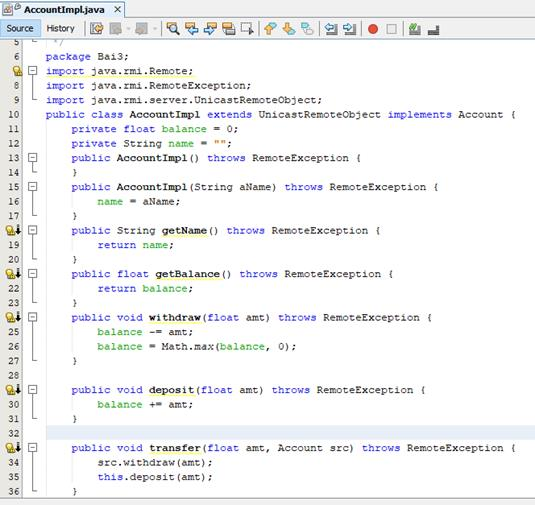 AccountImpl.java
Source History
5 */
6 package Bai3;
import java.rmi.Remote;
8 import java.rmi.RemoteException;
9 import java.rmi.server.UnicastRemoteObject;
10 public class AccountImpl extends UnicastRemoteObject implements Account {
11 private float balance = 0;
12 private String name = "";
13 public AccountImpl() throws RemoteException {
14 }
15 public AccountImpl(String aName) throws RemoteException {
16 name = aName;
17 }
public String getName() throws RemoteException {
19 return name;
20 }
public float getBalance() throws RemoteException {
22 return balance;
23 }
public void withdraw(float amt) throws RemoteException {
25 balance -= amt;
26 balance = Math.max(balance, 0);
27 }
28
public void deposit(float amt) throws RemoteException {
30 balance += amt;
31 }
32
public void transfer(float amt, Account src) throws RemoteException {
34 src.withdraw(amt);
35 this.deposit(amt);
36 }